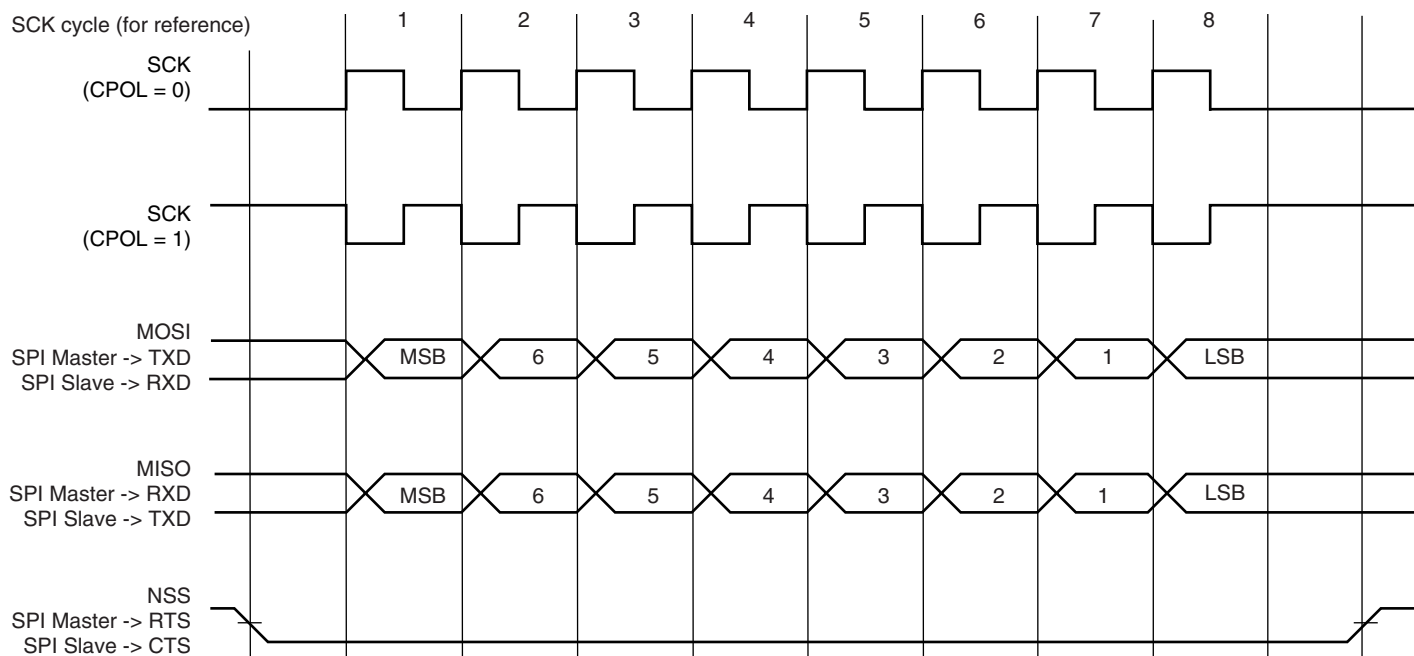 SCK cycle (for reference) 1 2 3 4 5 6 7 8
SCK
(CPOL = 0)
SCK
(CPOL = 1)
MOSI
SPI Master -> TXD
SPI Slave -> RXD
MSB 6 5 4 3 2 1 LSB
MISO
SPI Master -> RXD
SPI Slave -> TXD
MSB 6 5 4 3 2 1 LSB
NSS
SPI Master -> RTS
SPI Slave -> CTS